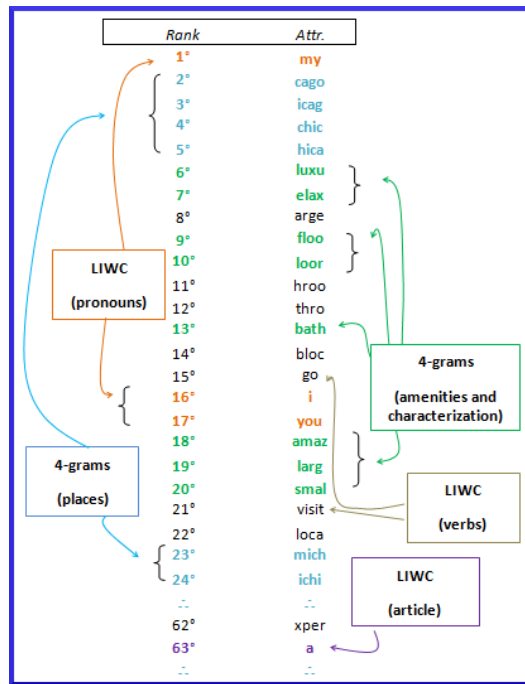 Rank Attr.
1° my
2° cago
3° icag
4° chic
5° hica
6° luxu
7° elax
8° arge
9° floo
10° loor
11° hroo
12° thro
13° bath
14° bloc
15° go
16° i
17° you
18° amaz
19° larg
20° smal
21° visit
22° loca
23° mich
24° ichi
... ...
62° xper
63° a
... ...
LIWC
(pronouns)
4-grams
(places)
4-grams
(amenities and
characterization)
LIWC
(verbs)
LIWC
(article)